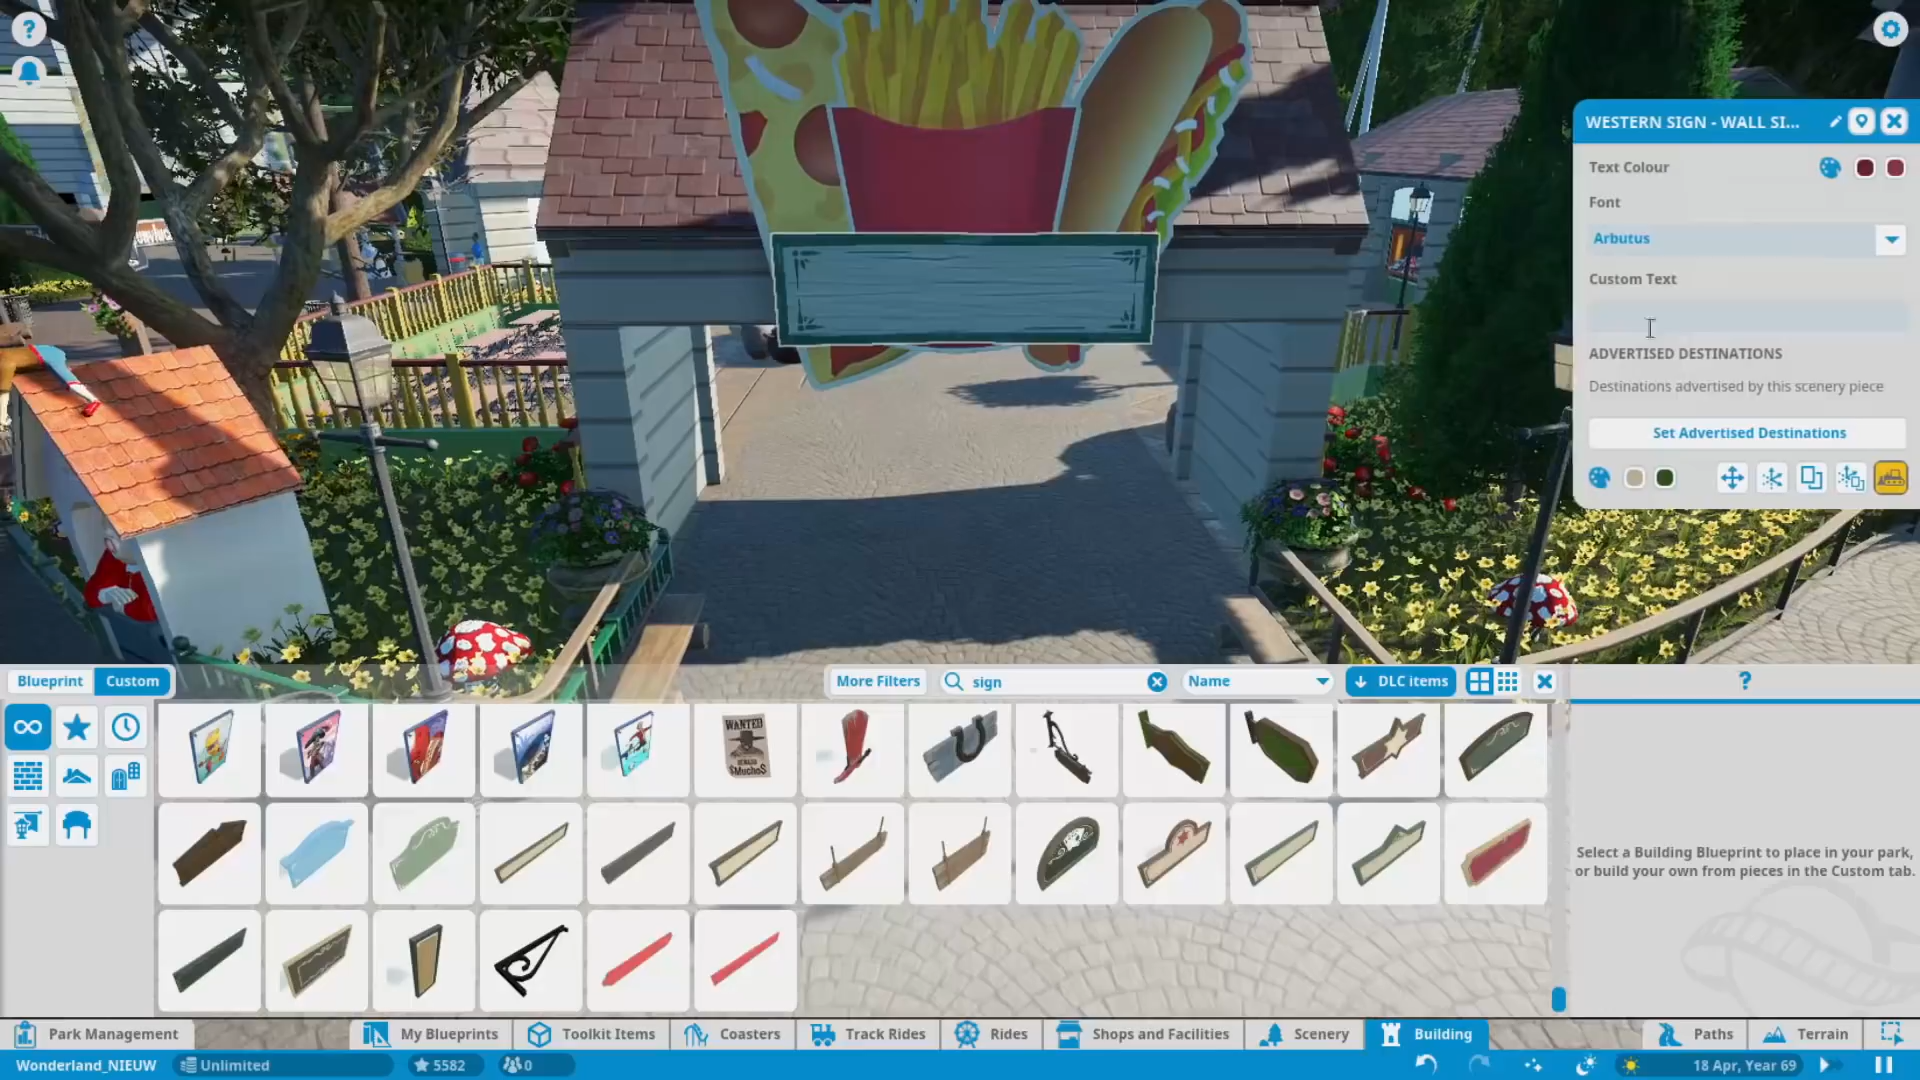 WESTERN SIGN - WALL SI...
Text Colour
Font
Arbutus
Custom Text
ADVERTISED DESTINATIONS
Destinations advertised by this scenery piece
Set Advertised Destinations
Blueprint
Custom
More Filters
sign
Name
DLC items
?
?
WANTED
Select a Building Blueprint to place in your park,
or build your own from pieces in the Custom tab.
Park Management
My Blueprints
Toolkit Items
Coasters
Track Rides
Rides
Shops and Facilities
Scenery
Building
Paths
Terrain
Wonderland_NIEUW
Unlimited
5582
0
18 Apr, Year 69